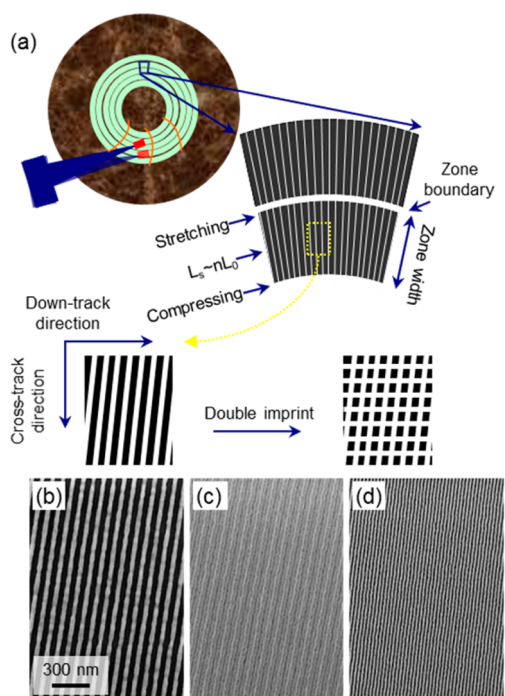 (a)
Zone
boundary
Stretching
Lₛ~nL₀
Zone width
Compressing
Down-track
direction
Cross-track
direction
Double imprint
(b)
(c)
(d)
300 nm